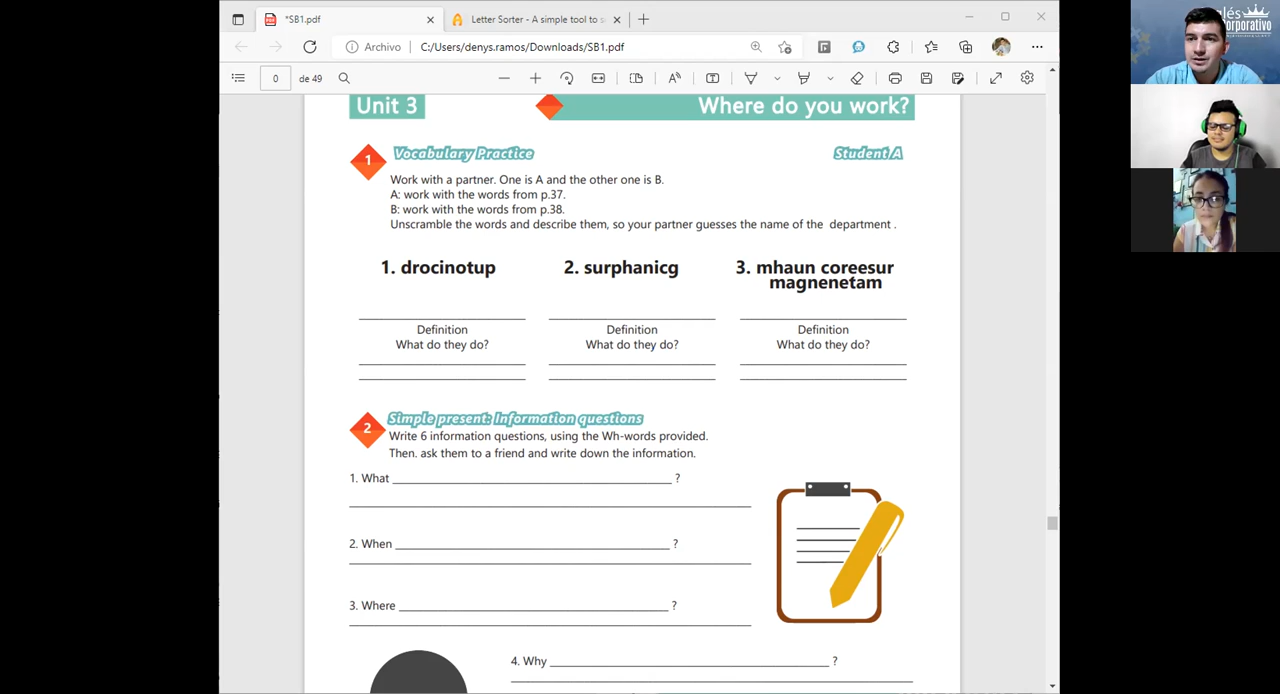 *SB1.pdf
Letter Sorter - A simple tool to s
Archivo
C:/Users/denys.ramos/Downloads/SB1.pdf
0
de 49
Unit 3
Where do you work?
1
Vocabulary Practice
Student A
Work with a partner. One is A and the other one is B.
A: work with the words from p.37.
B: work with the words from p.38.
Unscramble the words and describe them, so your partner guesses the name of the department .
1. drocinotup
2. surphanicg
3. mhaun coreesur
magnenetam
Definition
What do they do?
Definition
What do they do?
Definition
What do they do?
2
Simple present: Information questions
Write 6 information questions, using the Wh-words provided.
Then. ask them to a friend and write down the information.
1. What ?
2. When ?
3. Where ?
4. Why ?